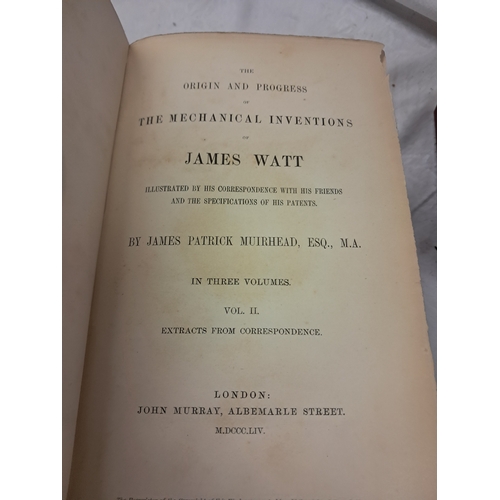 THE
ORIGIN AND PROGRESS
OF
THE MECHANICAL INVENTIONS
OF
JAMES WATT
ILLUSTRATED BY HIS CORRESPONDENCE WITH HIS FRIENDS
AND THE SPECIFICATIONS OF HIS PATENTS.
BY JAMES PATRICK MUIRHEAD, ESQ., M.A.
IN THREE VOLUMES.
VOL. II.
EXTRACTS FROM CORRESPONDENCE.
LONDON:
JOHN MURRAY, ALBEMARLE STREET.
M.DCCC.LIV.